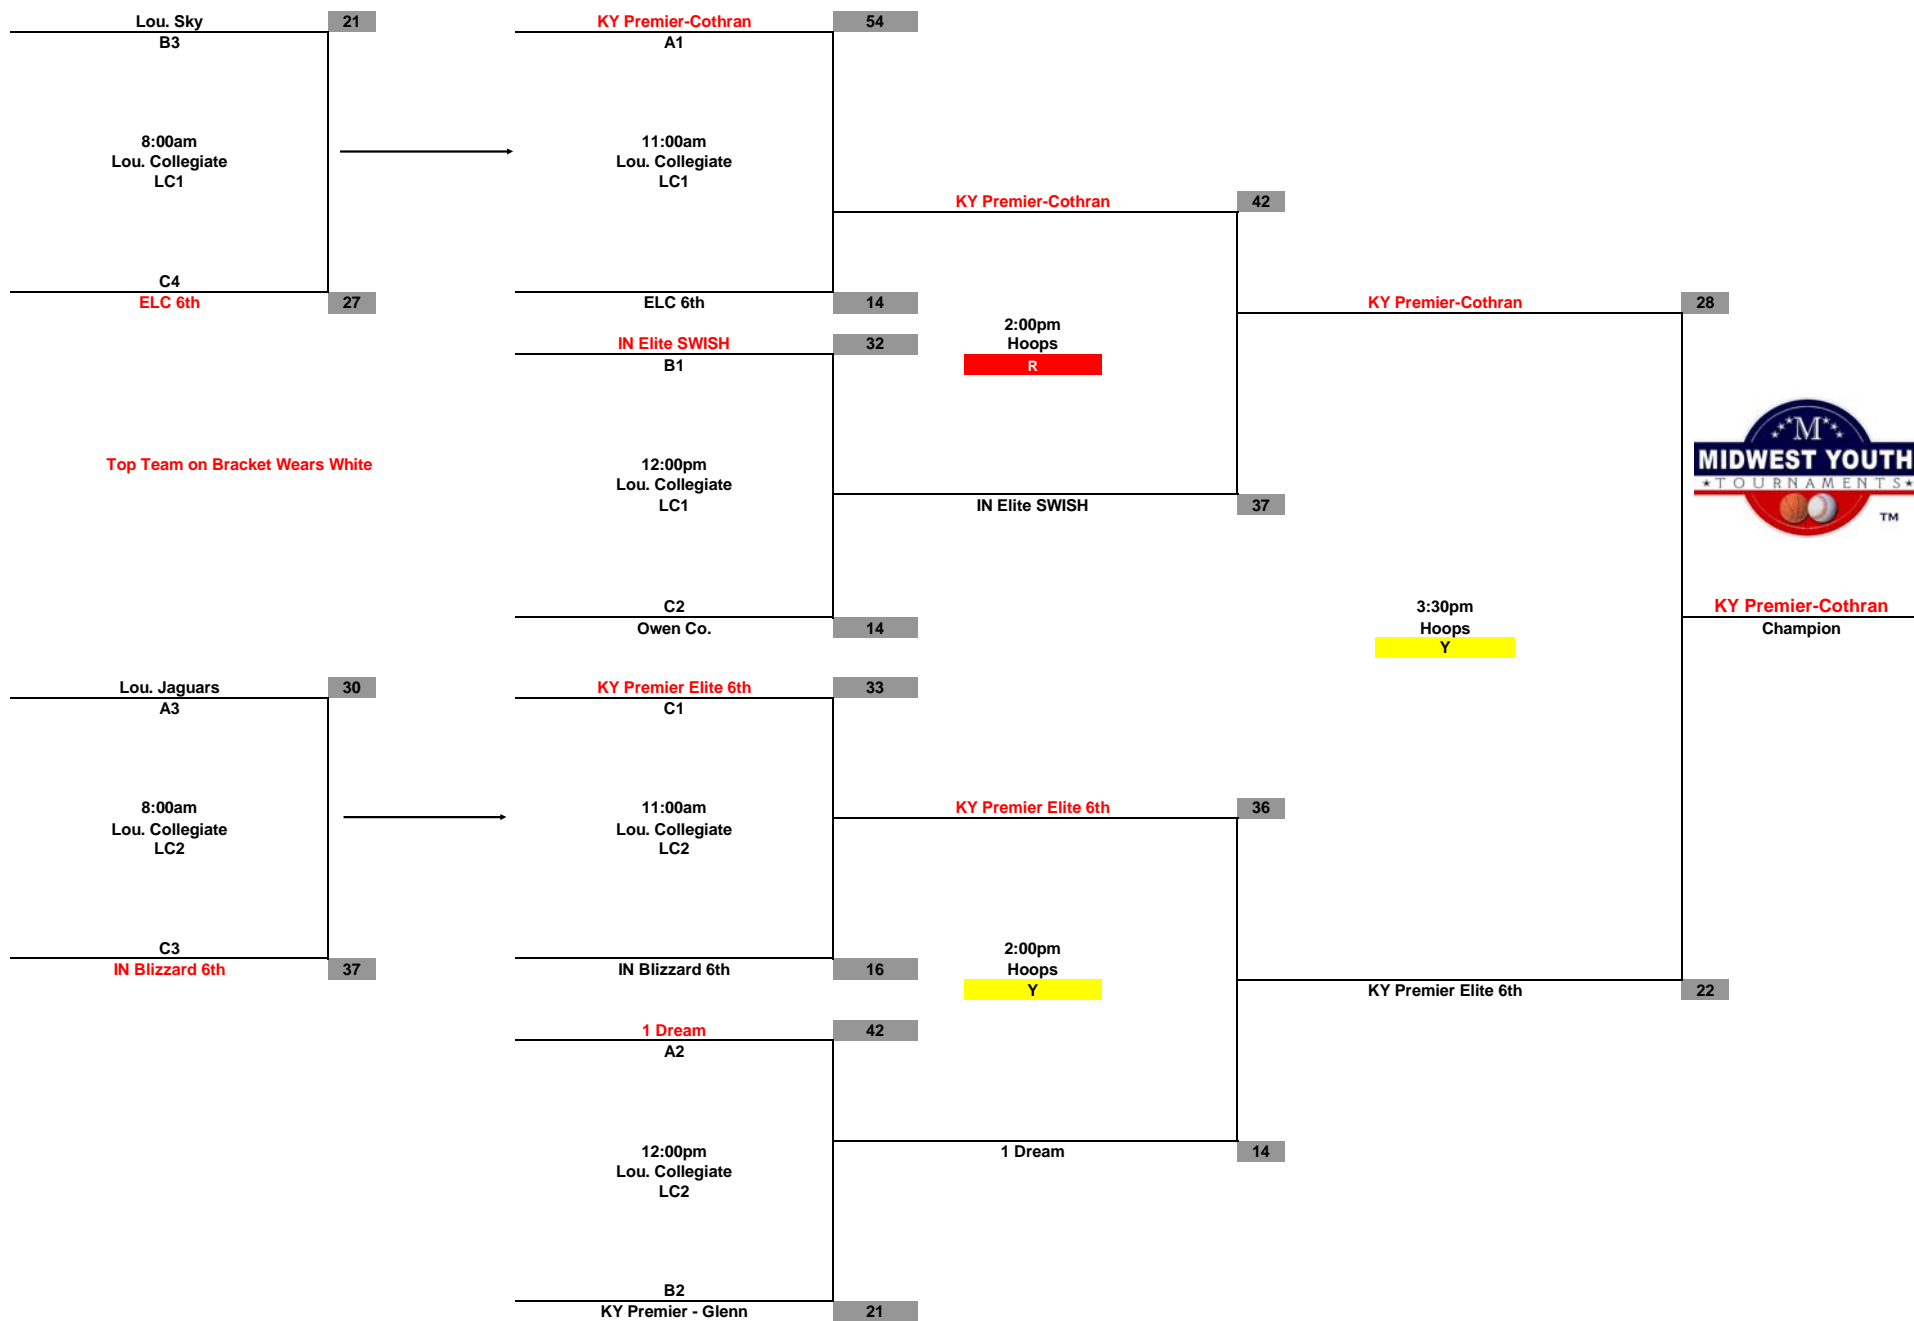 Lou. Sky 21
B3
8:00am
Lou. Collegiate
LC1
C4
ELC 6th 27
KY Premier-Cothran 54
A1
11:00am
Lou. Collegiate
LC1
ELC 6th 14
IN Elite SWISH 32
B1
12:00pm
Lou. Collegiate
LC1
C2
Owen Co. 14
Top Team on Bracket Wears White
KY Premier-Cothran 42
2:00pm
Hoops
R
IN Elite SWISH 37
KY Premier-Cothran 28
3:30pm
Hoops
Y
KY Premier Elite 6th 22
M
MIDWEST YOUTH
TOURNAMENTS
TM
KY Premier-Cothran
Champion
Lou. Jaguars 30
A3
8:00am
Lou. Collegiate
LC2
C3
IN Blizzard 6th 37
KY Premier Elite 6th 33
C1
11:00am
Lou. Collegiate
LC2
IN Blizzard 6th 16
1 Dream 42
A2
12:00pm
Lou. Collegiate
LC2
B2
KY Premier - Glenn 21
KY Premier Elite 6th 36
2:00pm
Hoops
Y
1 Dream 14